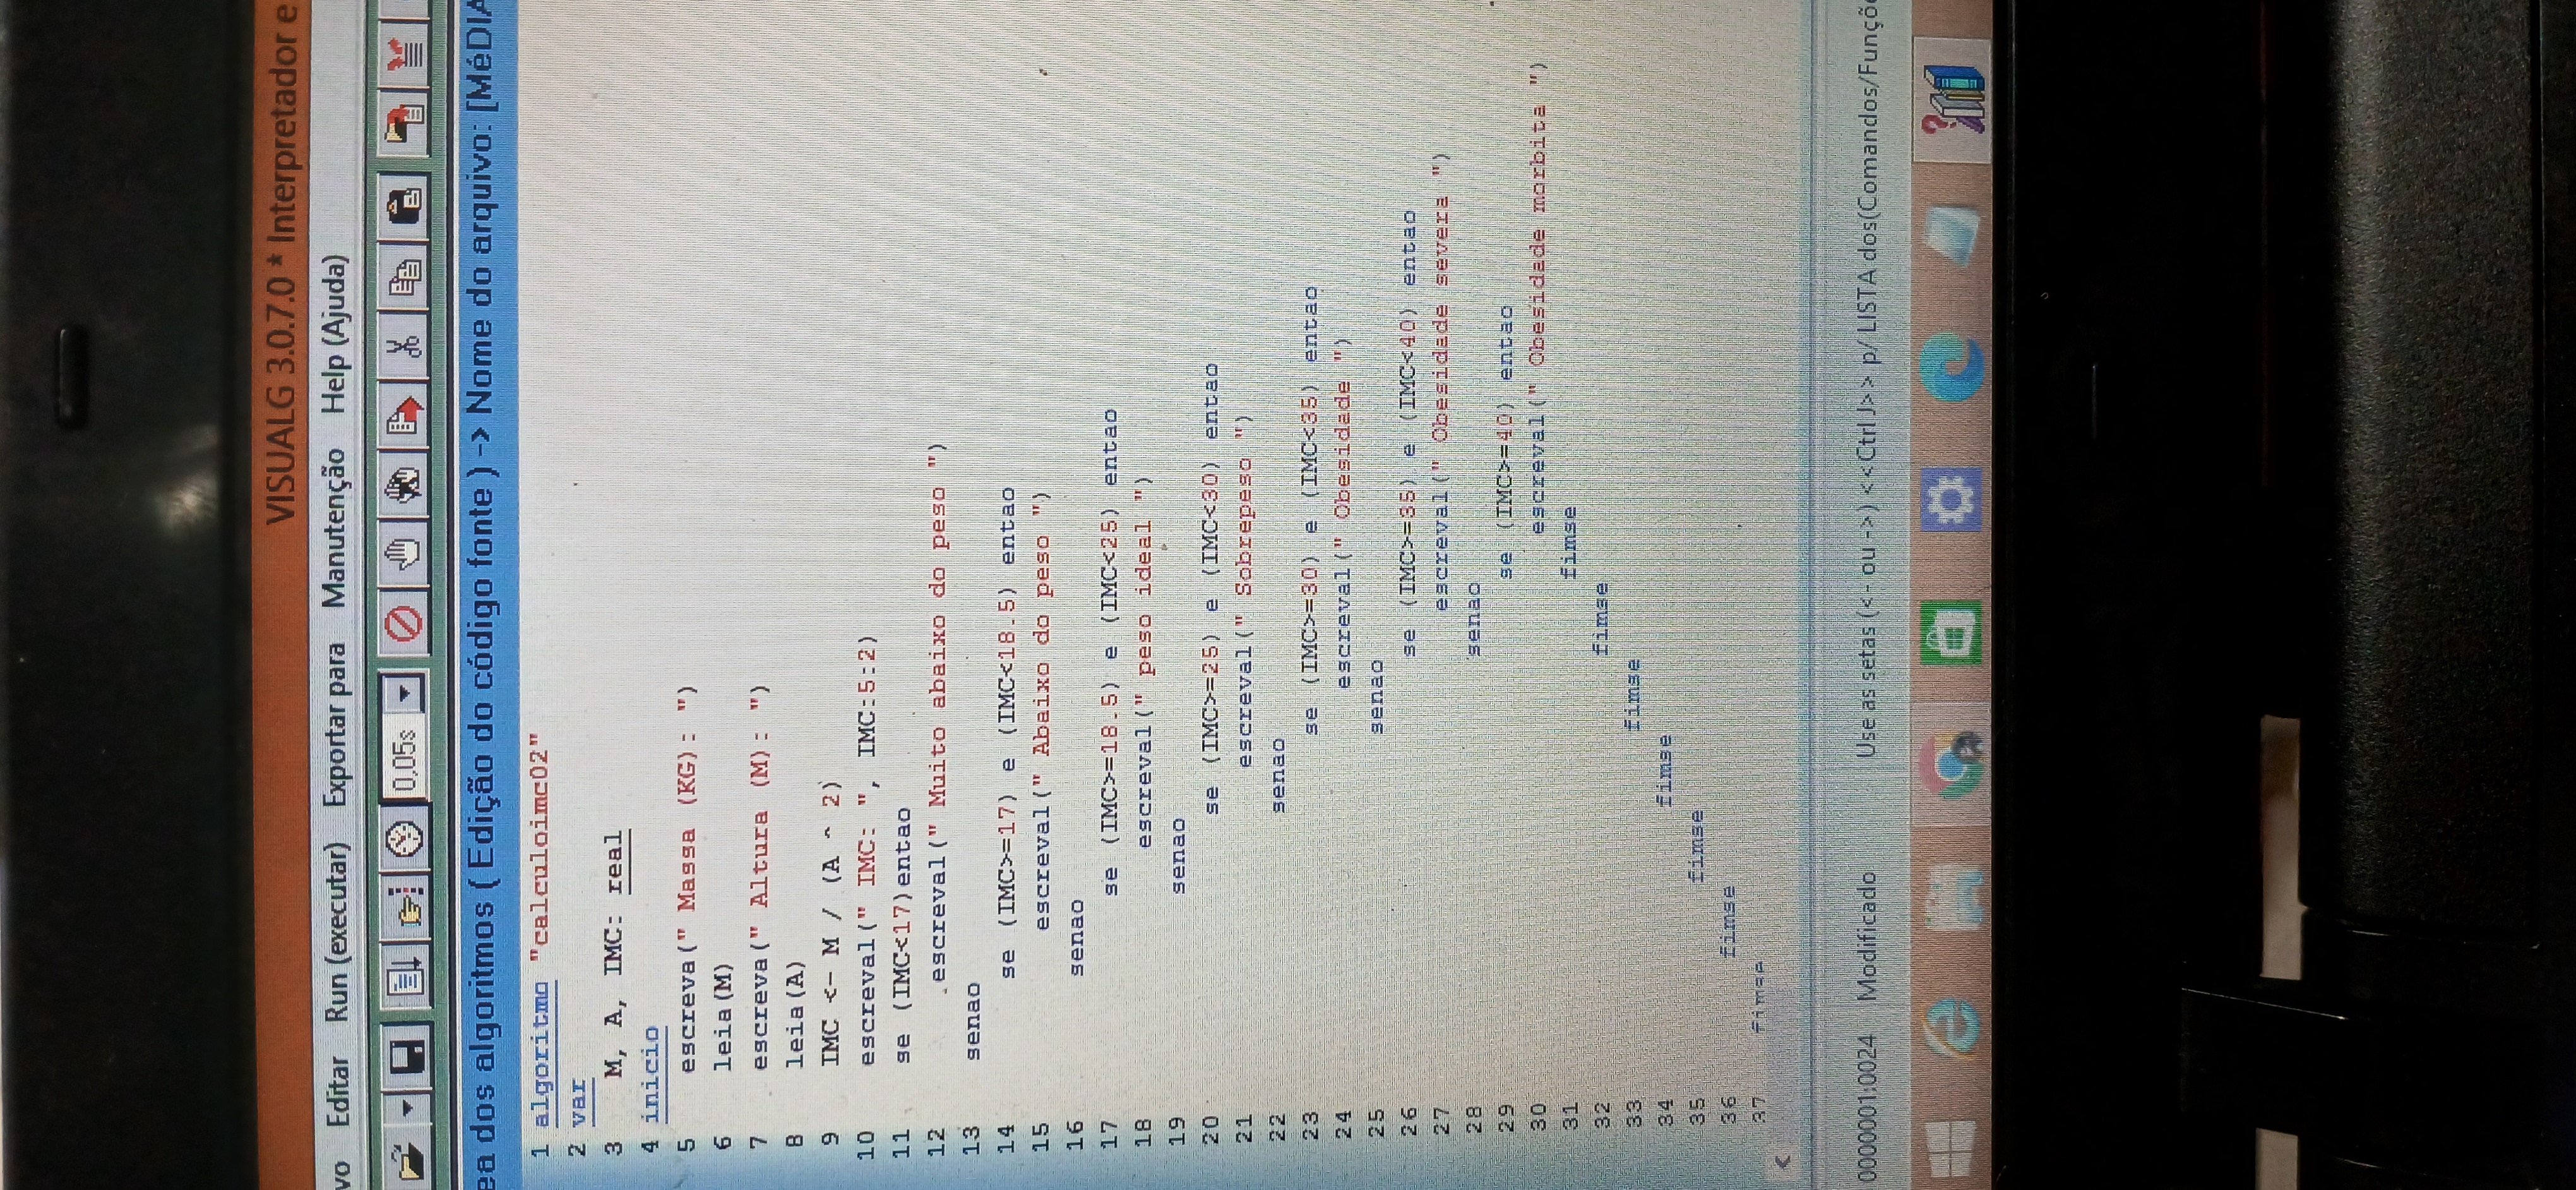 VISUALG 3.0.7.0 * Interpretador e
vo Editar Run (executar) Exportar para Manutenção Help (Ajuda)
0,05s
ea dos algoritmos ( Edição do código fonte ) -> Nome do arquivo: [MéDIA
1 algoritmo "calculoimc02"
2 var
3 M, A, IMC: real
4 inicio
5 escreva(" Massa (KG): ")
6 leia(M)
7 escreva(" Altura (M): ")
8 leia(A)
9 IMC <- M / (A ^ 2)
10 escreval(" IMC: ", IMC:5:2)
11 se (IMC<17)entao
12 escreval(" Muito abaixo do peso ")
13 senao
14 se (IMC>=17) e (IMC<18.5) entao
15 escreval(" Abaixo do peso ")
16 senao
17 se (IMC>=18.5) e (IMC<25) entao
18 escreval(" peso ideal ")
19 senao
20 se (IMC>=25) e (IMC<30) entao
21 escreval(" Sobrepeso ")
22 senao
23 se (IMC>=30) e (IMC<35) entao
24 escreval(" Obesidade ")
25 senao
26 se (IMC>=35) e (IMC<40) entao
27 escreval(" Obesidade severa ")
28 senao
29 se (IMC>=40) entao
30 escreval(" Obesidade morbita ")
31 fimse
32 fimse
33 fimse
34 fimse
35 fimse
36 fimse
37 fimse
0000001:0024 Modificado Use as setas (<- ou ->) <<Ctrl J>> p/ LISTA dos(Comandos/Funçõe